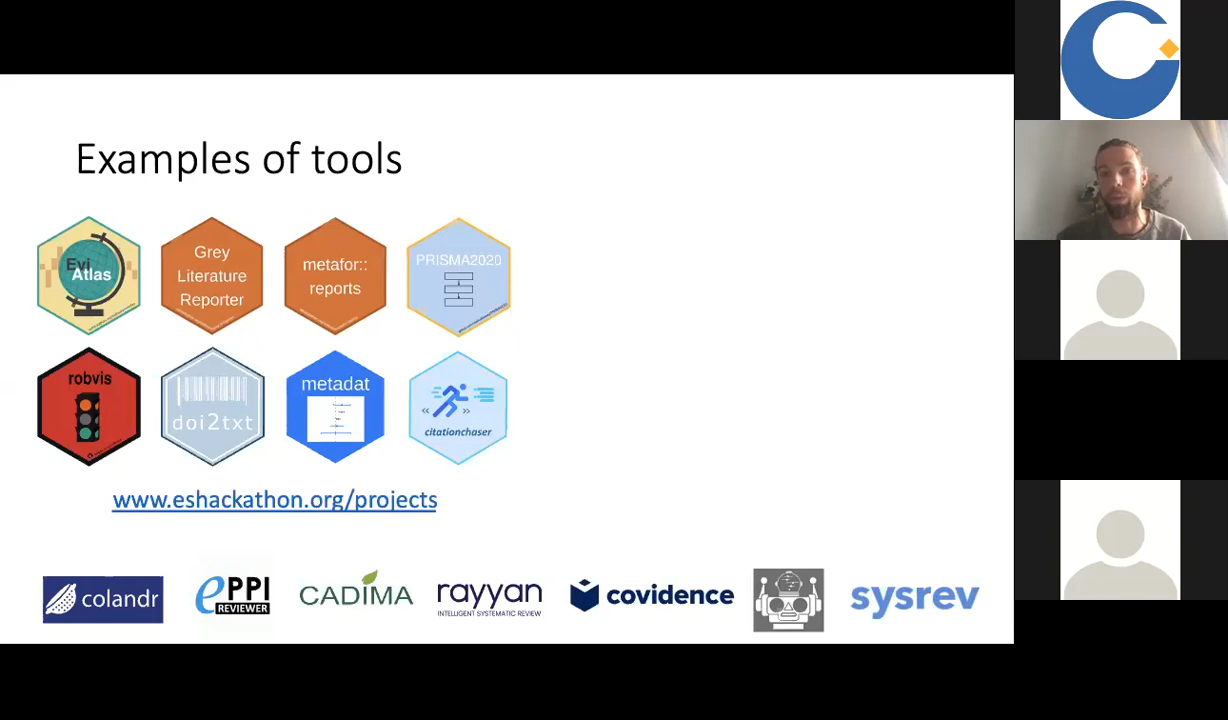 Examples of tools
Evi
Atlas
Grey
Literature
Reporter
metafor::
reports
PRISMA2020
robvis
doi2txt
metadat
« »
citationchaser
www.eshackathon.org/projects
colandr
ePPI
REVIEWER
CADIMA
rayyan
INTELLIGENT SYSTEMATIC REVIEW
covidence
sysrev